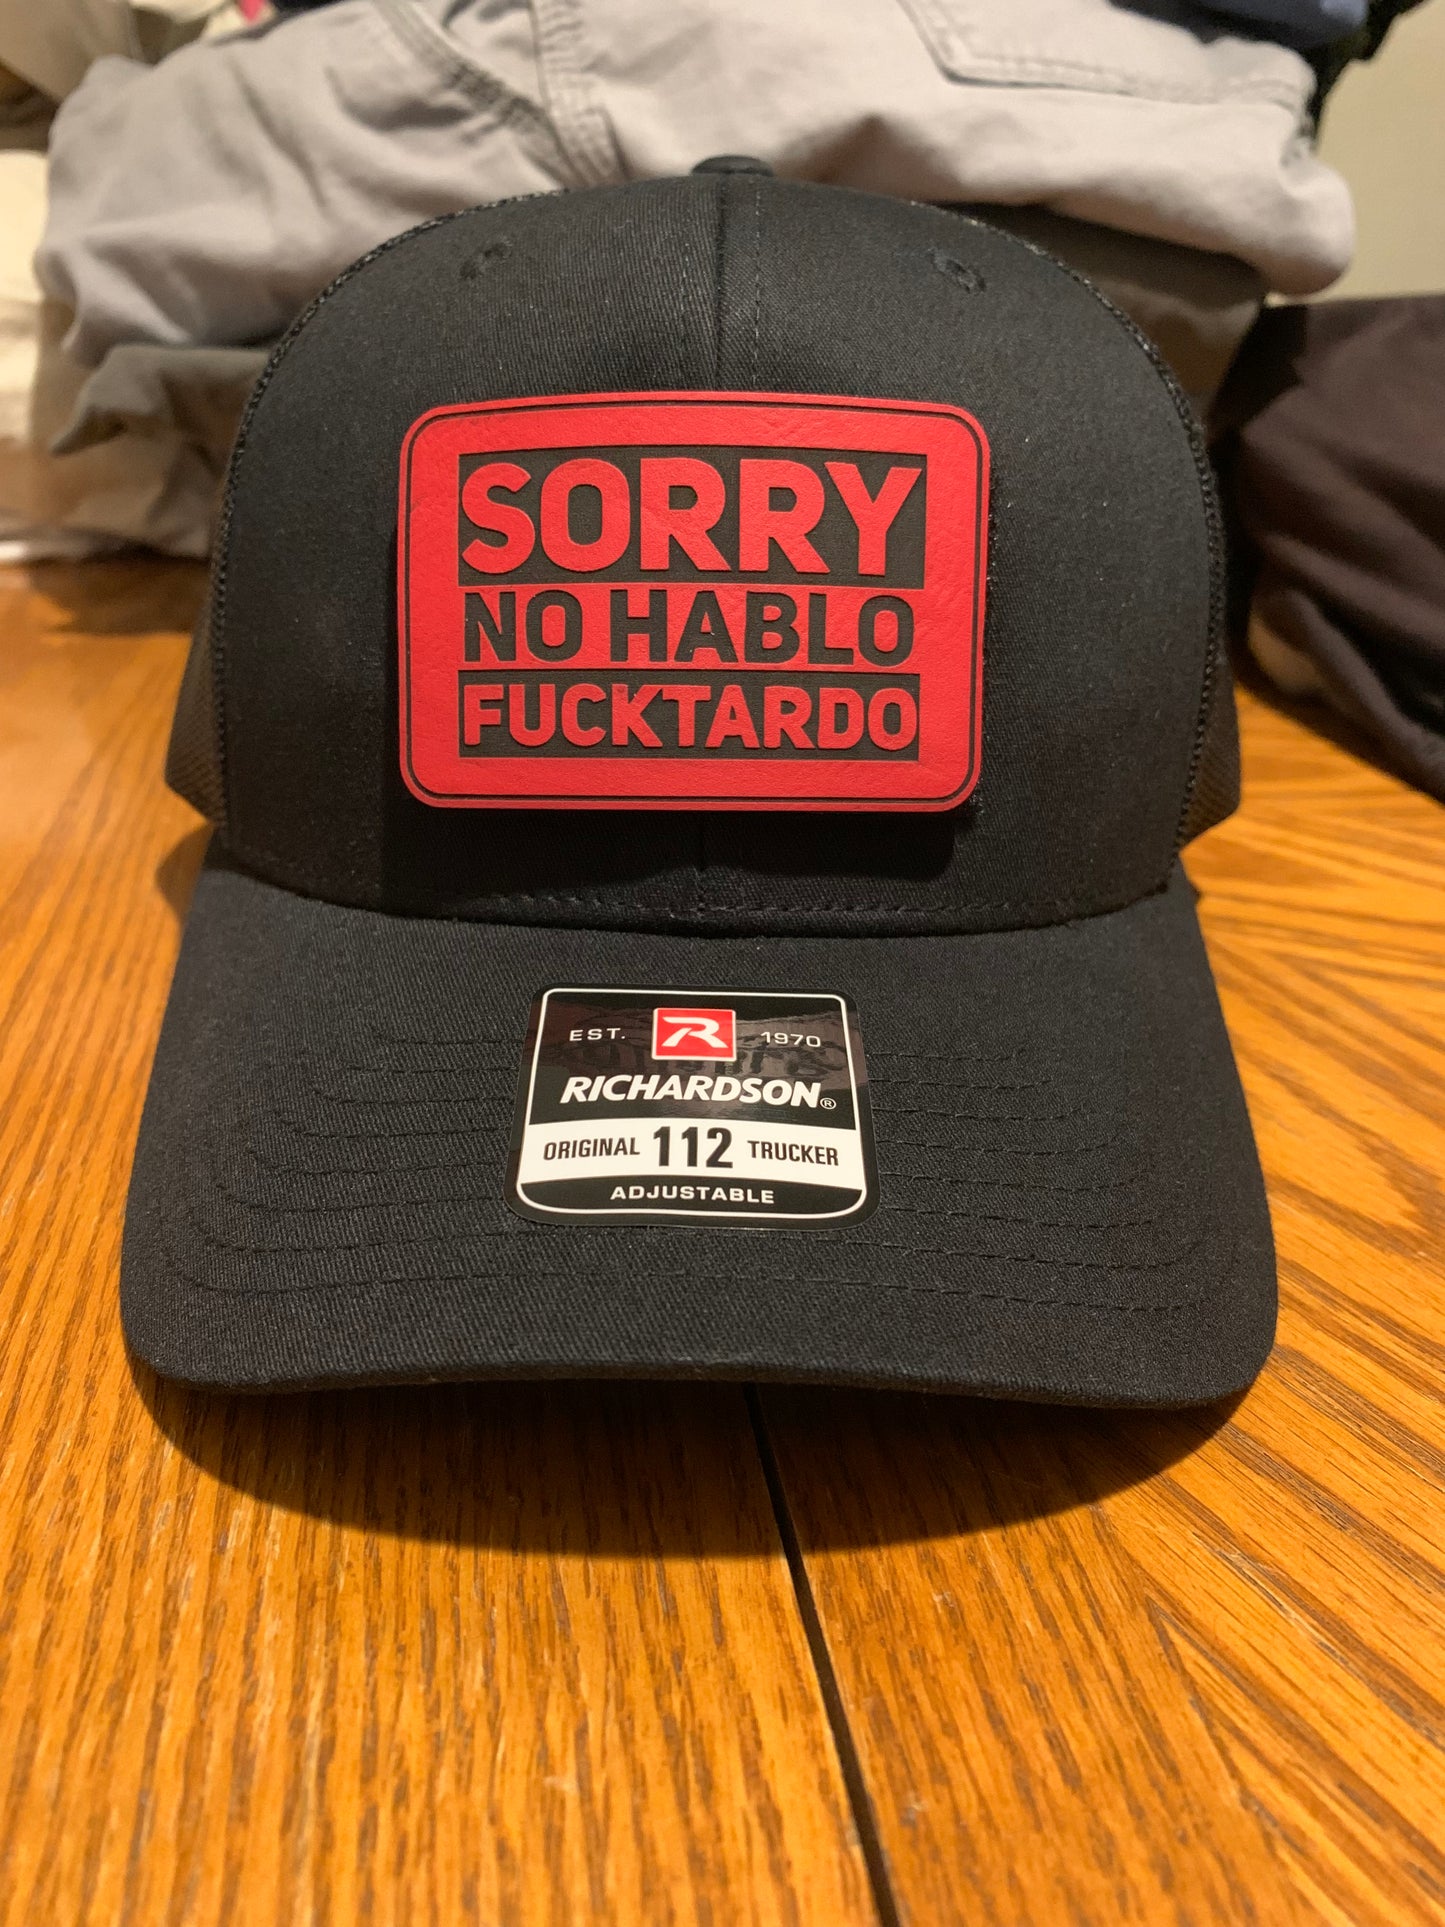 SORRY
NO HABLO
FUCKTARDO
EST. R 1970
RICHARDSON®
ORIGINAL 112 TRUCKER
ADJUSTABLE